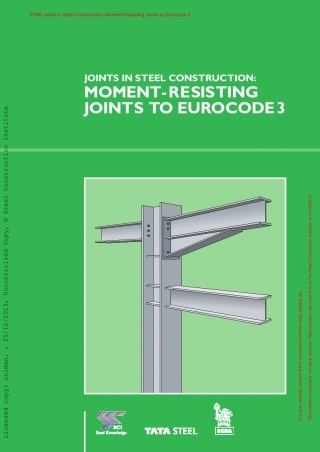 P398 Joints in Steel Construction: Moment-Resisting Joints to Eurocode 3
JOINTS IN STEEL CONSTRUCTION:
MOMENT-RESISTING
JOINTS TO EUROCODE 3
Licensed copy: uniman, , 25/12/2013, Uncontrolled Copy, © Steel Construction Institute
SCI
Steel Knowledge
TATA STEEL
BCSA